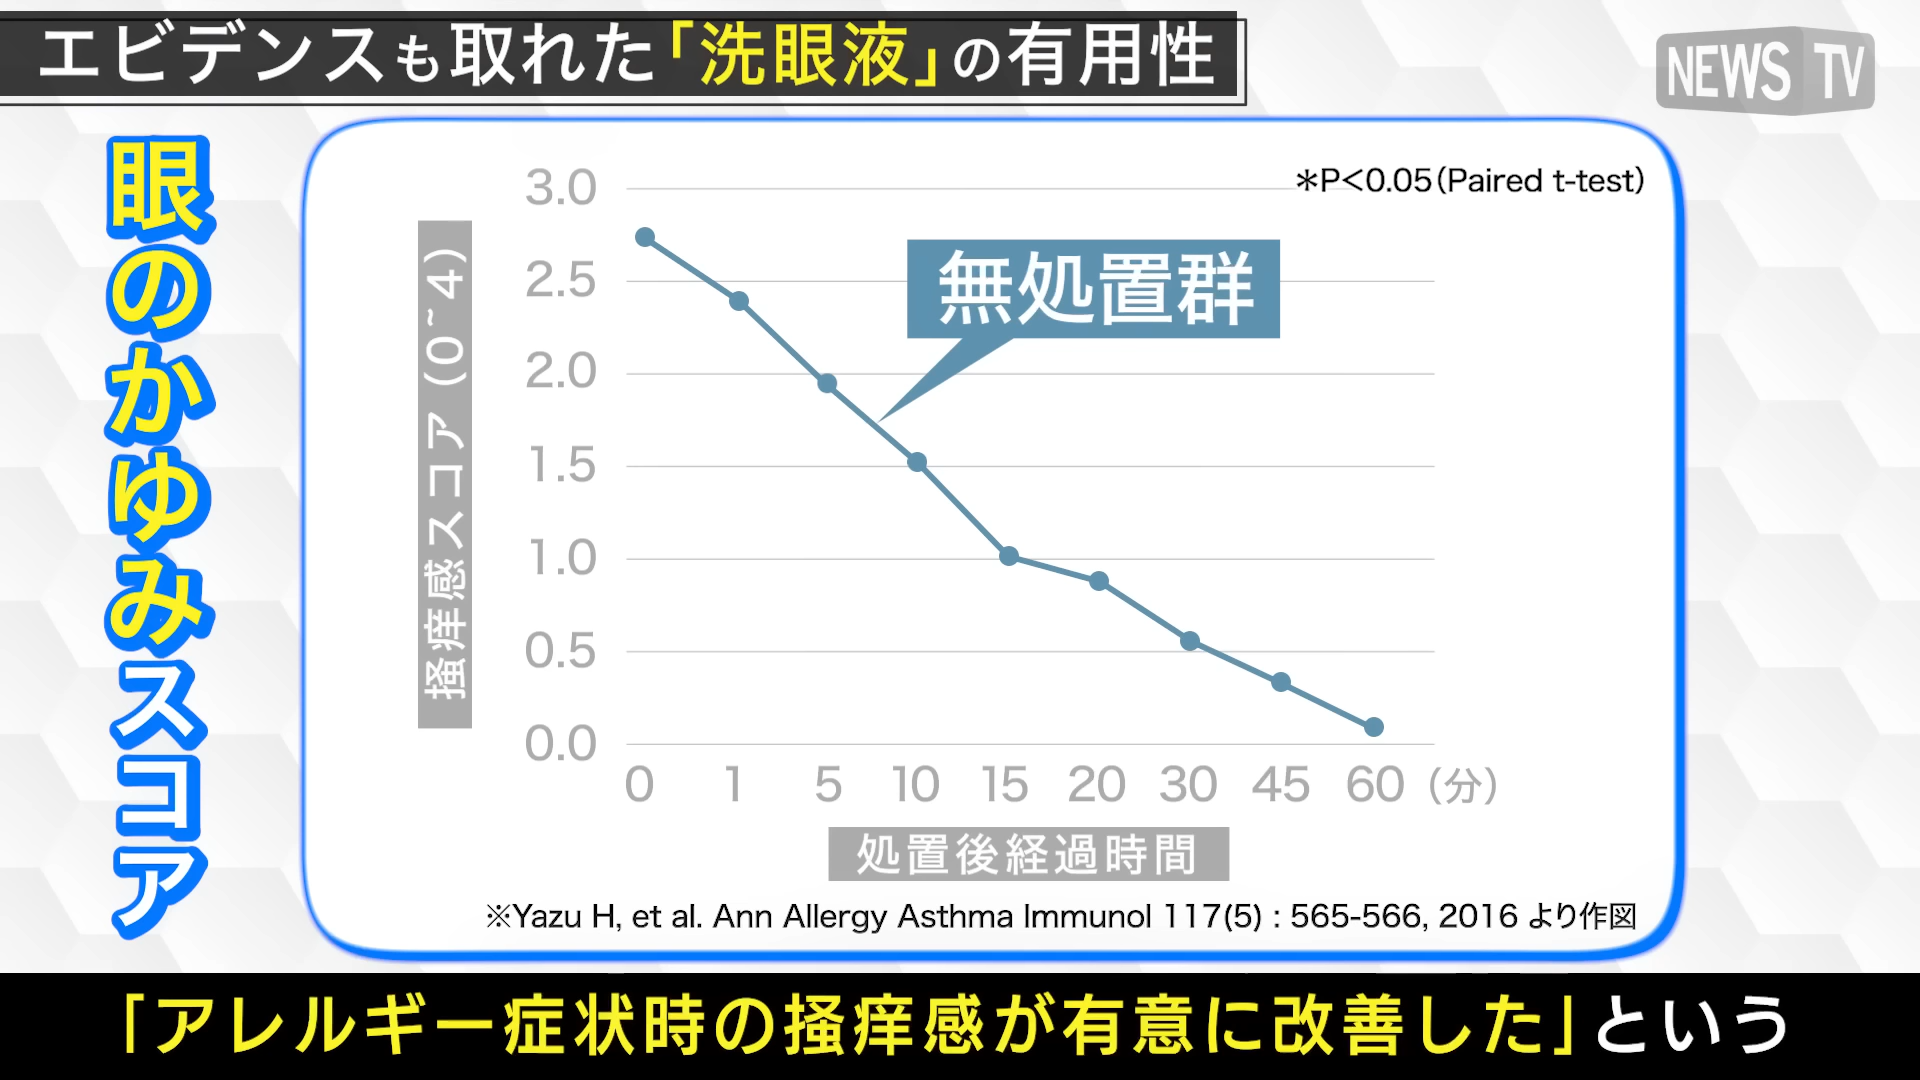 エビデンスも取れた「洗眼液」の有用性
NEWS TV
眼のかゆみスコア
＊P<0.05(Paired t-test)
掻痒感スコア（0~4）
3.0
2.5
2.0
1.5
1.0
0.5
0.0
無処置群
0 1 5 10 15 20 30 45 60（分）
処置後経過時間
※Yazu H, et al. Ann Allergy Asthma Immunol 117(5) : 565-566, 2016 より作図
「アレルギー症状時の掻痒感が有意に改善した」という